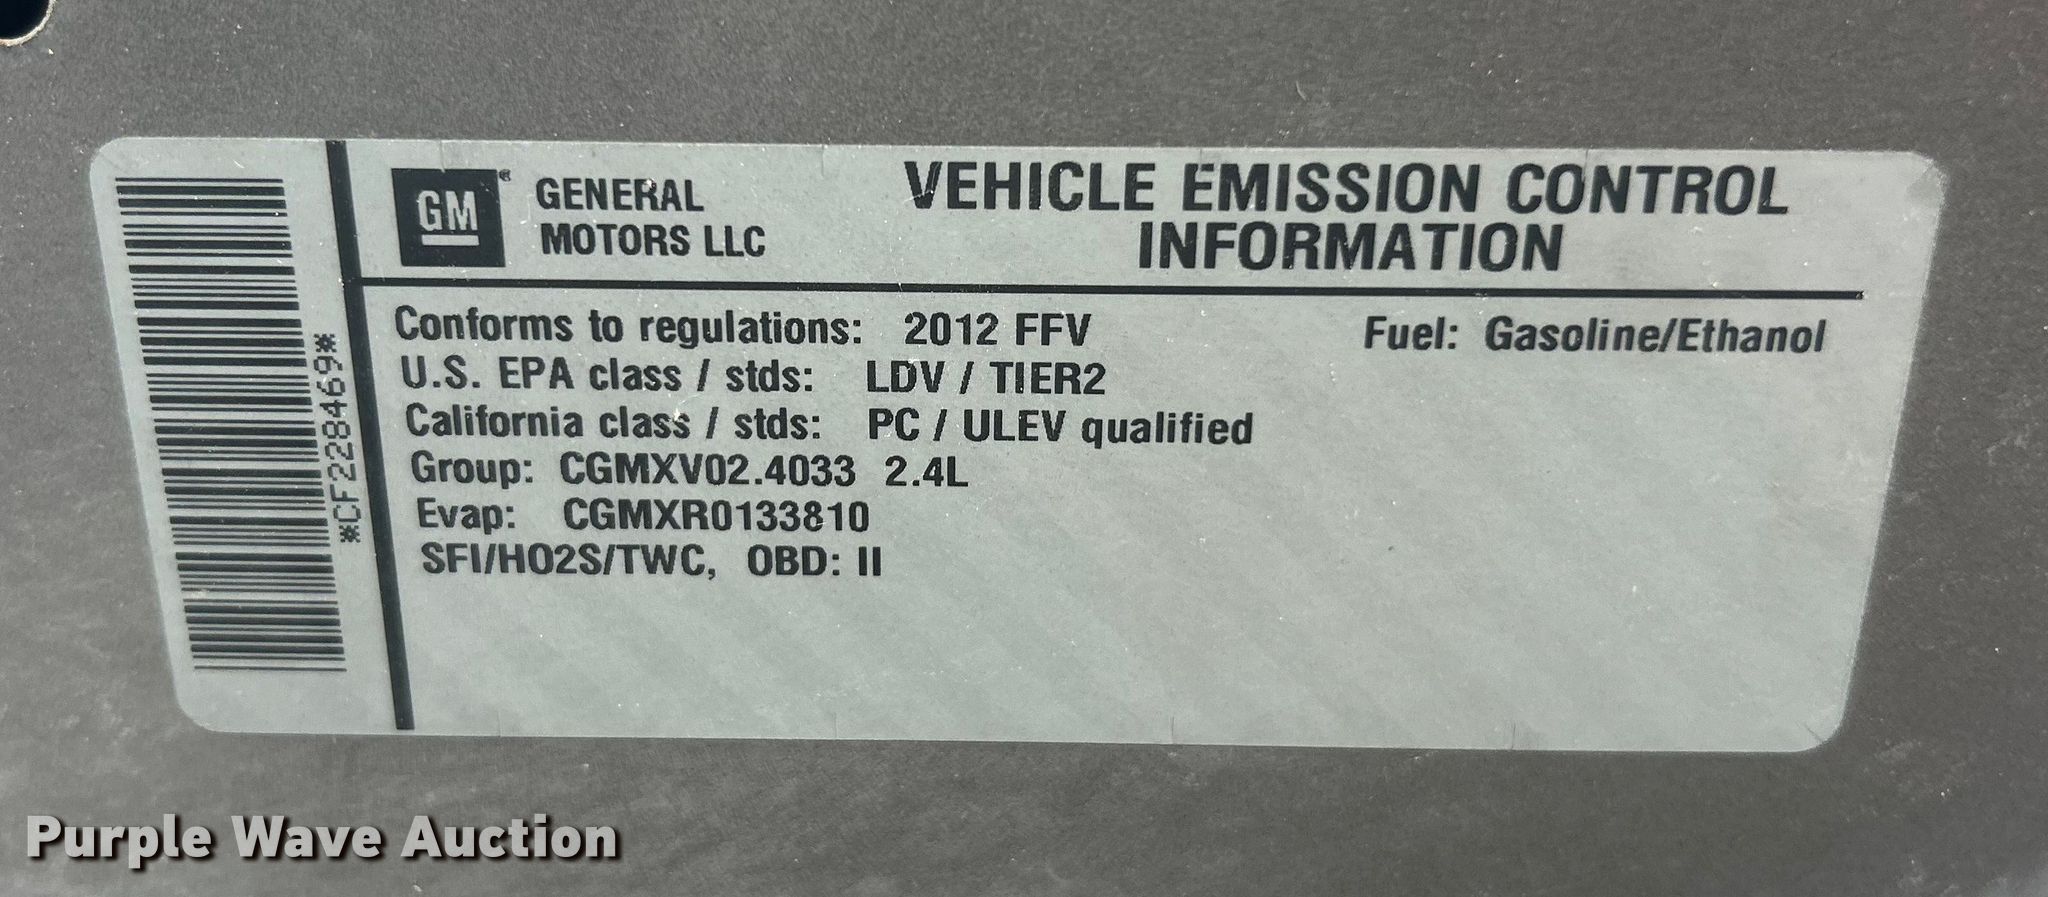 GM®
GENERAL
MOTORS LLC
VEHICLE EMISSION CONTROL
INFORMATION
*CF228469*
Conforms to regulations: 2012 FFV Fuel: Gasoline/Ethanol
U.S. EPA class / stds: LDV / TIER2
California class / stds: PC / ULEV qualified
Group: CGMXV02.4033 2.4L
Evap: CGMXR0133810
SFI/HO2S/TWC, OBD: II
Purple Wave Auction